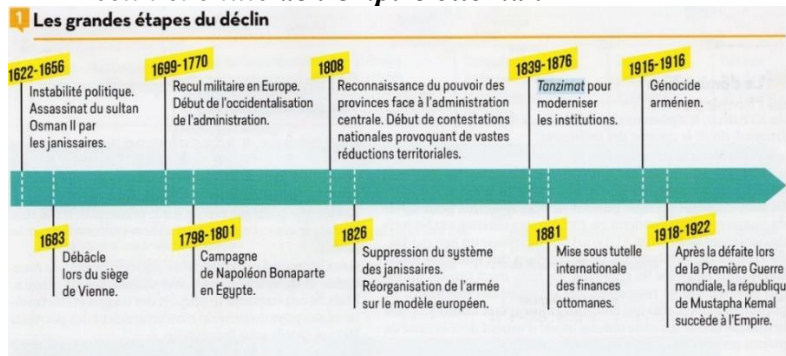 1 Les grandes étapes du déclin
1622-1656
Instabilité politique.
Assassinat du sultan
Osman II par
les janissaires.
1699-1770
Recul militaire en Europe.
Début de l'occidentalisation
de l'administration.
1808
Reconnaissance du pouvoir des
provinces face à l'administration
centrale. Début de contestations
nationales provoquant de vastes
réductions territoriales.
1839-1876
Tanzimat pour
moderniser
les institutions.
1915-1916
Génocide
arménien.
1683
Débâcle
lors du siège
de Vienne.
1798-1801
Campagne
de Napoléon Bonaparte
en Égypte.
1826
Suppression du système
des janissaires.
Réorganisation de l'armée
sur le modèle européen.
1881
Mise sous tutelle
internationale
des finances
ottomanes.
1918-1922
Après la défaite lors
de la Première Guerre
mondiale, la républiqu
de Mustapha Kemal
succède à l'Empire.